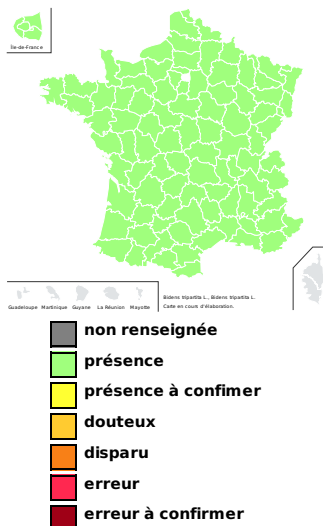 Île-de-France
Guadeloupe Martinique Guyane La Réunion Mayotte
Bidens tripartita L., Bidens tripartita L.
Carte en cours d'élaboration.
non renseignée
présence
présence à confimer
douteux
disparu
erreur
erreur à confirmer